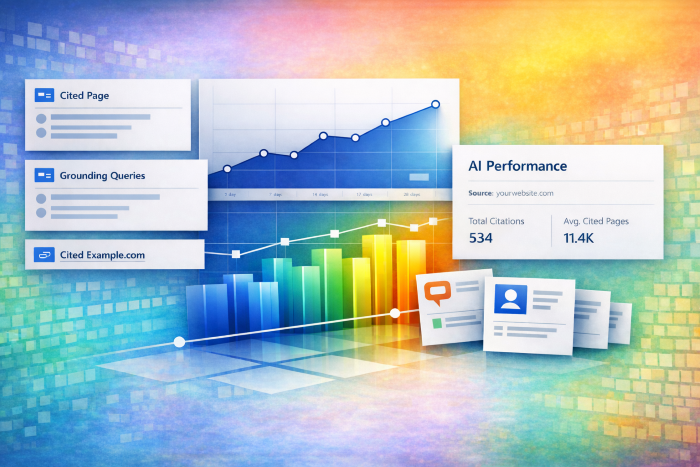 Cited Page
Grounding Queries
Cited Example.com
AI Performance
Source: yourwebsite.com
Total Citations
Avg. Cited Pages
534
11.4K